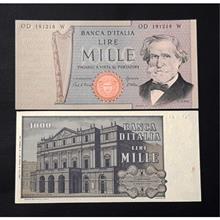 OD 191216 W OD 191216 W
BANCA D'ITALIA
LIRE
MILLE
PAGABILI A VISTA AL PORTATORE
1000
BANCA
D'ITALIA
LIRE
MILLE